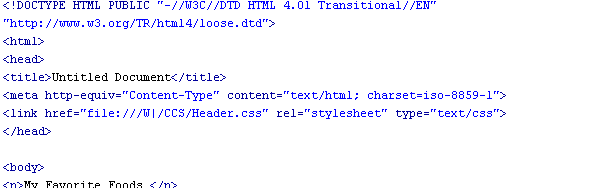 <!DOCTYPE HTML PUBLIC "-//W3C//DTD HTML 4.01 Transitional//EN"
"http://www.w3.org/TR/html4/loose.dtd">
<html>
<head>
<title>Untitled Document</title>
<meta http-equiv="Content-Type" content="text/html; charset=iso-8859-1">
<link href="file:///W|/CCS/Header.css" rel="stylesheet" type="text/css">
</head>
<body>
<p>My Favorite Foods </p>